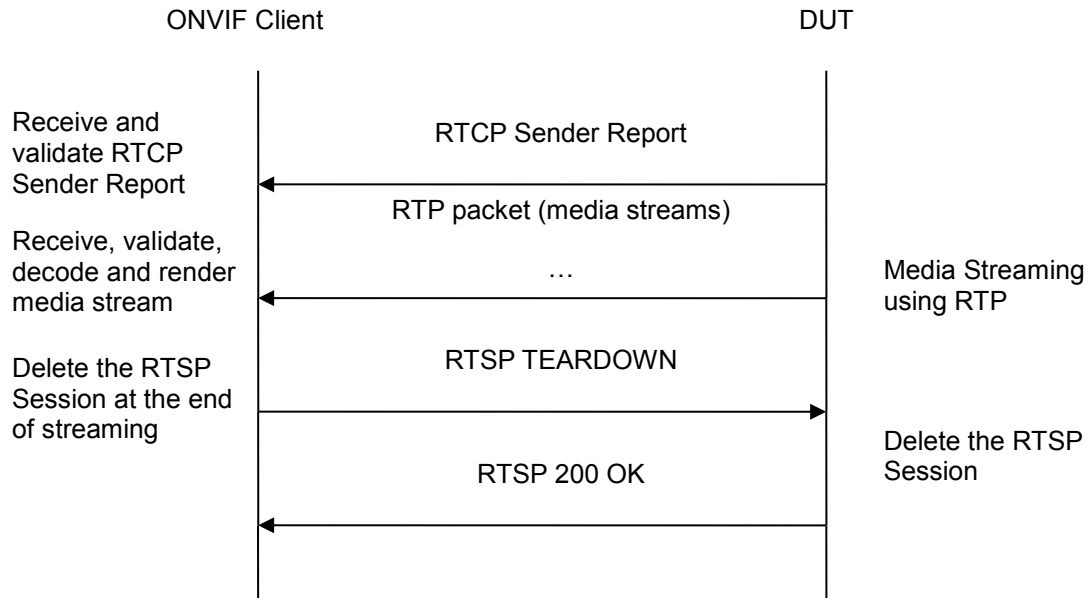 ONVIF Client
DUT
Receive and
validate RTCP
Sender Report
RTCP Sender Report
RTP packet (media streams)
Receive, validate,
decode and render
media stream
…
Media Streaming
using RTP
RTSP TEARDOWN
Delete the RTSP
Session at the end
of streaming
Delete the RTSP
Session
RTSP 200 OK